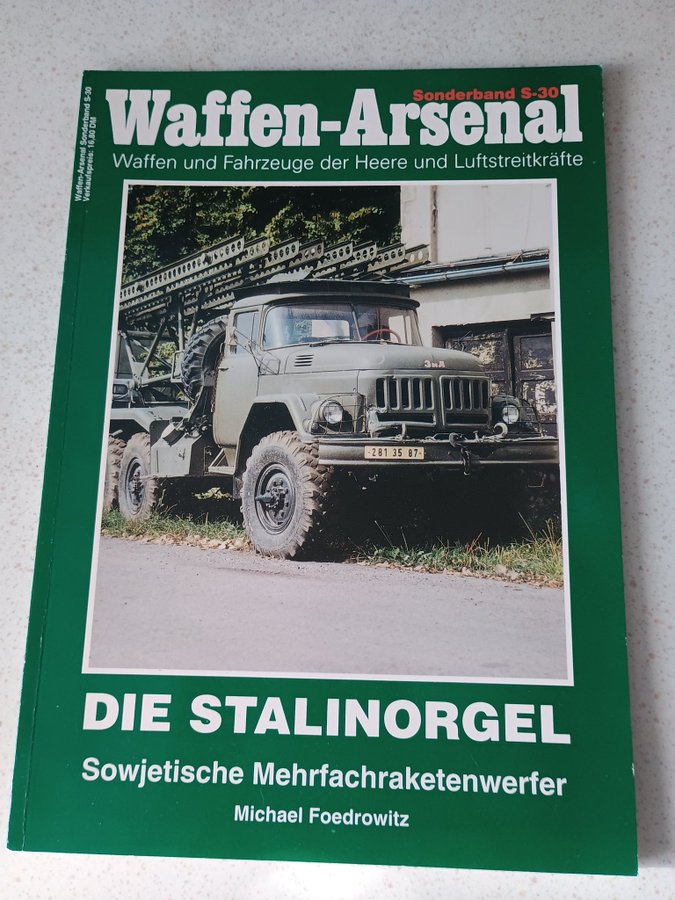 Waffen-Arsenal Sonderband S-30
Verkaufspreis: 16,80 DM
Sonderband S-30
Waffen-Arsenal
Waffen und Fahrzeuge der Heere und Luftstreitkräfte
ЗИЛ
281 35 87
DIE STALINORGEL
Sowjetische Mehrfachraketenwerfer
Michael Foedrowitz